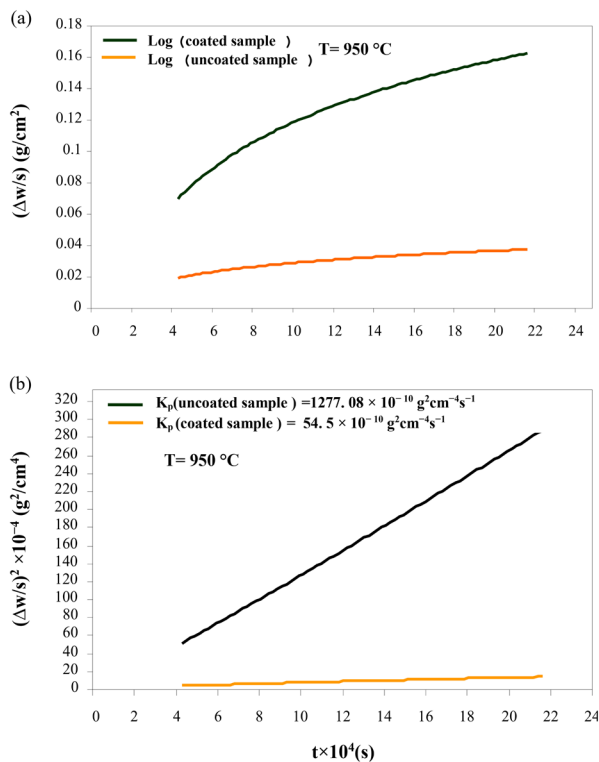 (a)
0.18
0.16
0.14
0.12
0.1
0.08
0.06
0.04
0.02
0
(Δw/s) (g/cm²)
Log (coated sample )
Log (uncoated sample )
T= 950 °C
0 2 4 6 8 10 12 14 16 18 20 22 24
(b)
320
300
280
260
240
220
200
180
160
140
120
100
80
60
40
20
0
(Δw/s)² ×10⁻⁴ (g²/cm⁴)
Kₚ(uncoated sample ) =1277. 08 × 10⁻¹⁰ g²cm⁻⁴s⁻¹
Kₚ (coated sample ) = 54. 5 × 10⁻¹⁰ g²cm⁻⁴s⁻¹
T= 950 °C
0 2 4 6 8 10 12 14 16 18 20 22 24
t×10⁴(s)